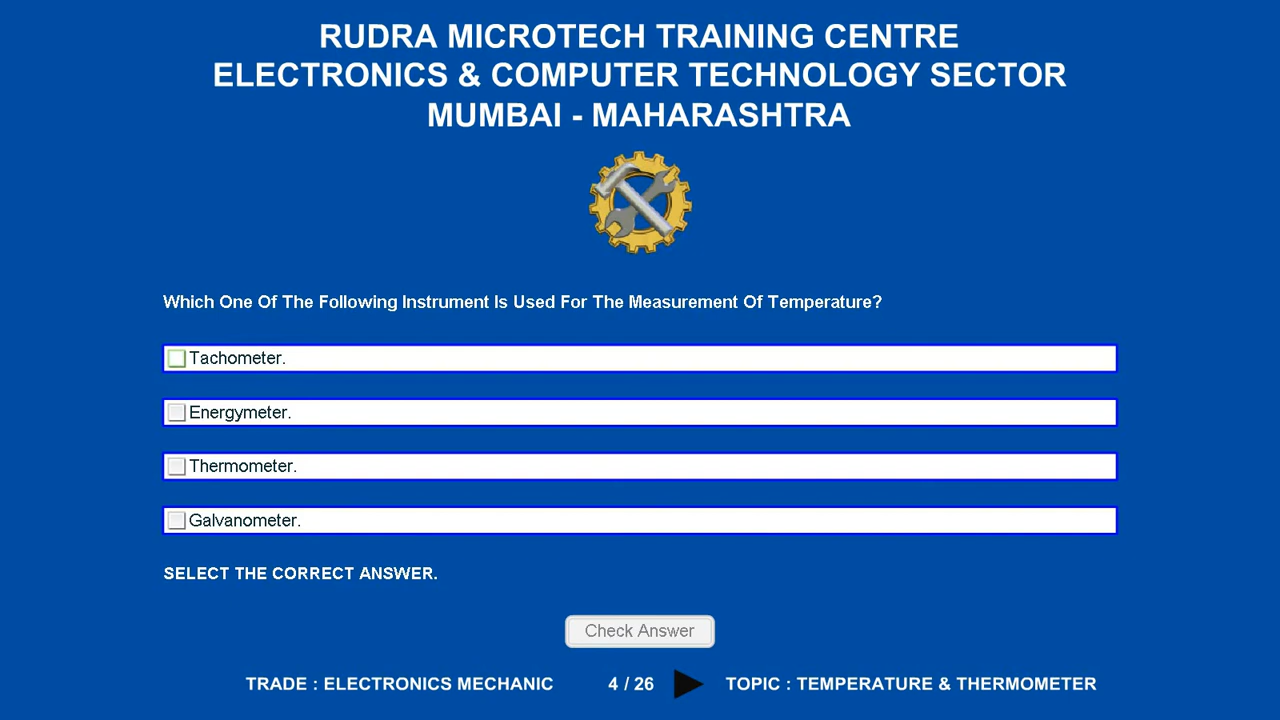 RUDRA MICROTECH TRAINING CENTRE
ELECTRONICS & COMPUTER TECHNOLOGY SECTOR
MUMBAI - MAHARASHTRA
Which One Of The Following Instrument Is Used For The Measurement Of Temperature?
Tachometer.
Energymeter.
Thermometer.
Galvanometer.
SELECT THE CORRECT ANSWER.
Check Answer
TRADE : ELECTRONICS MECHANIC 4 / 26 TOPIC : TEMPERATURE & THERMOMETER